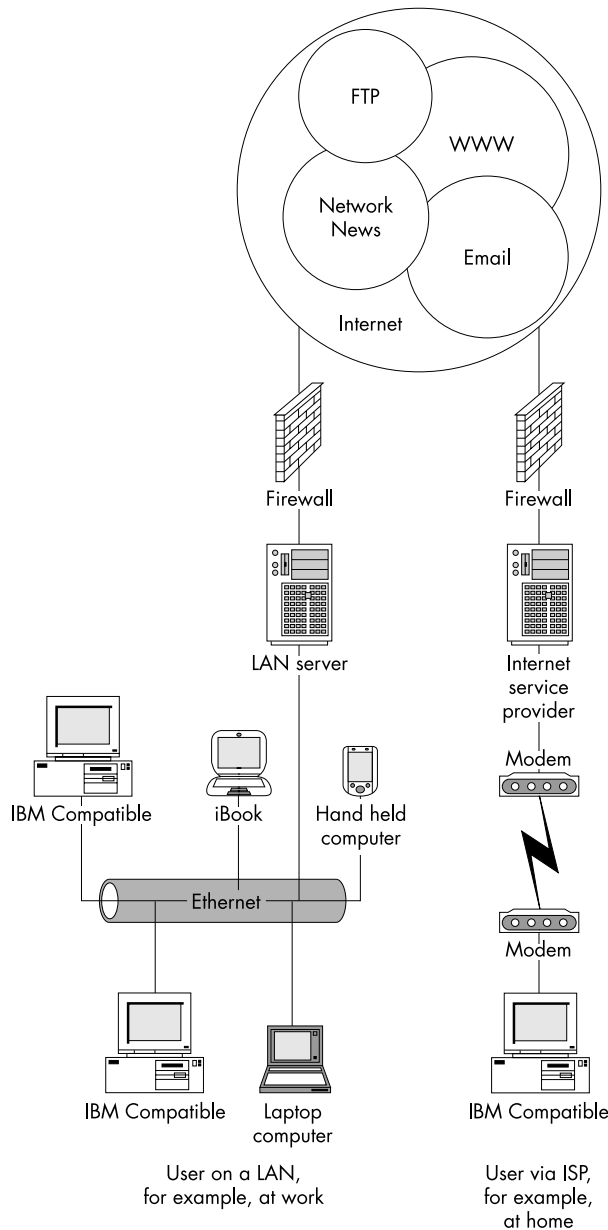 FTP
WWW
Network
News
Email
Internet
Firewall
Firewall
LAN server
Internet
service
provider
Modem
IBM Compatible
iBook
Hand held
computer
Ethernet
Modem
IBM Compatible
Laptop
computer
IBM Compatible
User on a LAN,
for example, at work
User via ISP,
for example,
at home